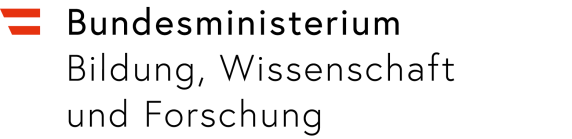 Bundesministerium
Bildung, Wissenschaft
und Forschung